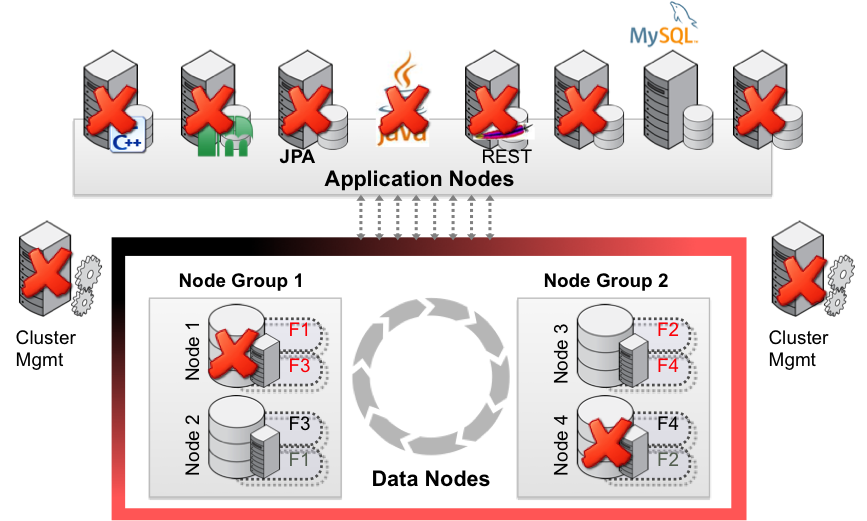 MySQL™
C++
JPA
Java
REST
Application Nodes
Cluster
Mgmt
Cluster
Mgmt
Node Group 1
Node Group 2
Node 1
F1
F3
Node 2
F3
F1
Node 3
F2
F4
Node 4
F4
F2
Data Nodes